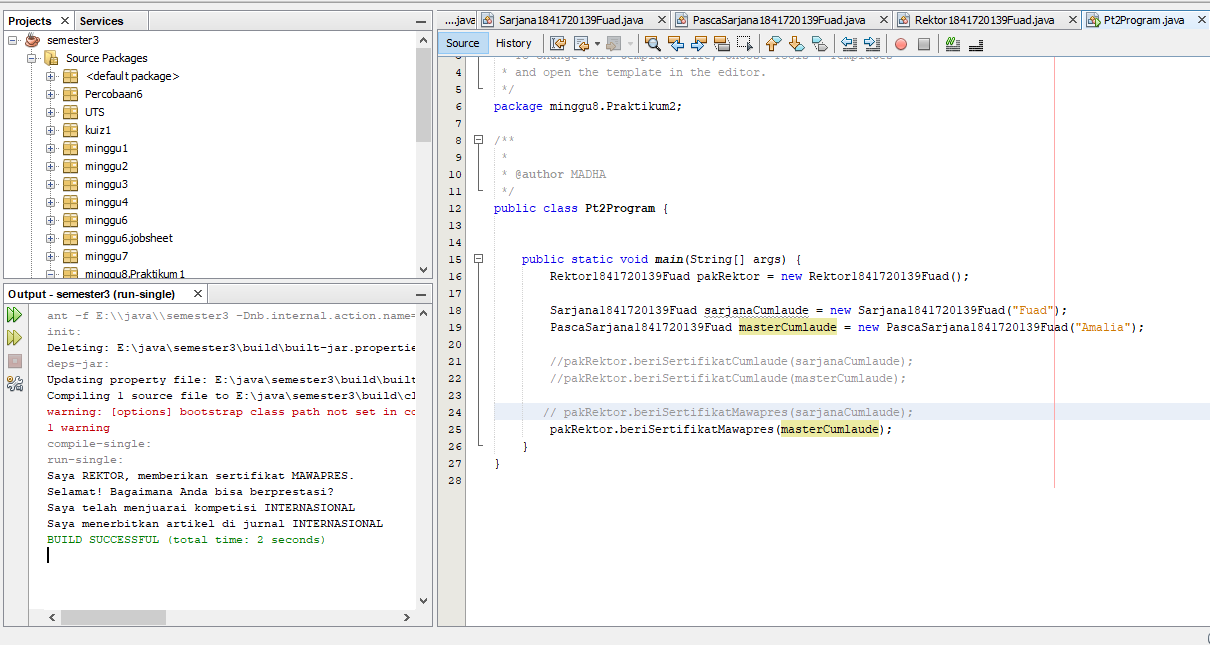 Projects
Services
semester3
Source Packages
<default package>
Percobaan6
UTS
kuiz1
minggu1
minggu2
minggu3
minggu4
minggu6
minggu6.jobsheet
minggu7
minggu8.Praktikum1
Output - semester3 (run-single)
ant -f E:\\java\\semester3 -Dnb.internal.action.name=
init:
Deleting: E:\java\semester3\build\built-jar.propertie
deps-jar:
Updating property file: E:\java\semester3\build\built
Compiling 1 source file to E:\java\semester3\build\cl
warning: [options] bootstrap class path not set in co
1 warning
compile-single:
run-single:
Saya REKTOR, memberikan sertifikat MAWAPRES.
Selamat! Bagaimana Anda bisa berprestasi?
Saya telah menjuarai kompetisi INTERNASIONAL
Saya menerbitkan artikel di jurnal INTERNASIONAL
BUILD SUCCESSFUL (total time: 2 seconds)
....java
Sarjana1841720139Fuad.java
PascaSarjana1841720139Fuad.java
Rektor1841720139Fuad.java
Pt2Program.java
Source
History
4 * and open the template in the editor.
5 */
6 package minggu8.Praktikum2;
7
8 /**
9 *
10 * @author MADHA
11 */
12 public class Pt2Program {
13
14
15 public static void main(String[] args) {
16 Rektor1841720139Fuad pakRektor = new Rektor1841720139Fuad();
17
18 Sarjana1841720139Fuad sarjanaCumlaude = new Sarjana1841720139Fuad("Fuad");
19 PascaSarjana1841720139Fuad masterCumlaude = new PascaSarjana1841720139Fuad("Amalia");
20
21 //pakRektor.beriSertifikatCumlaude(sarjanaCumlaude);
22 //pakRektor.beriSertifikatCumlaude(masterCumlaude);
23
24 // pakRektor.beriSertifikatMawapres(sarjanaCumlaude);
25 pakRektor.beriSertifikatMawapres(masterCumlaude);
26 }
27 }
28